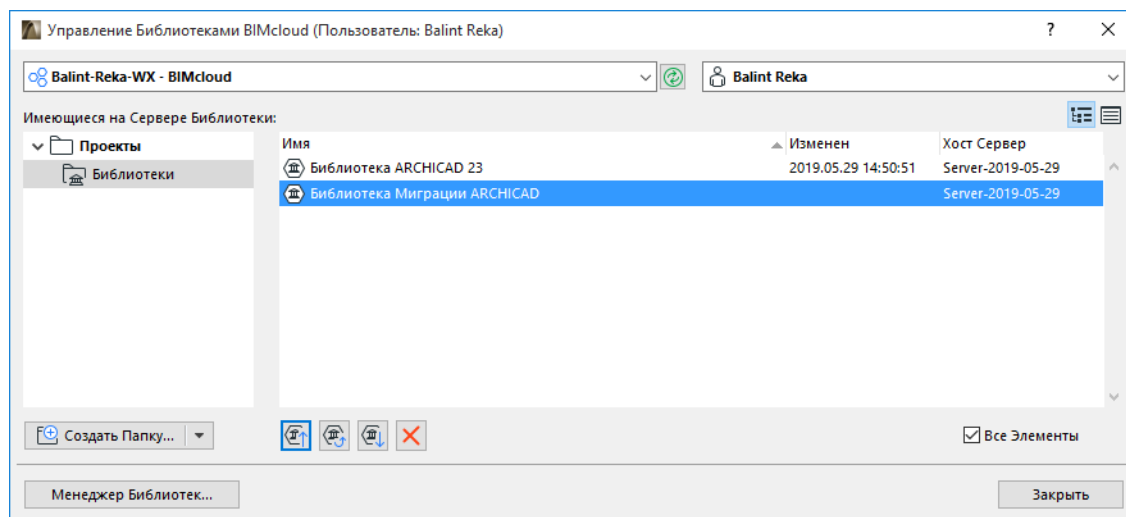 Управление Библиотеками BIMcloud (Пользователь: Balint Reka) ?
Balint-Reka-WX - BIMcloud Balint Reka
Имеющиеся на Сервере Библиотеки:
Проекты
Библиотеки
Имя Изменен Хост Сервер
Библиотека ARCHICAD 23 2019.05.29 14:50:51 Server-2019-05-29
Библиотека Миграции ARCHICAD Server-2019-05-29
Создать Папку... Все Элементы
Менеджер Библиотек... Закрыть